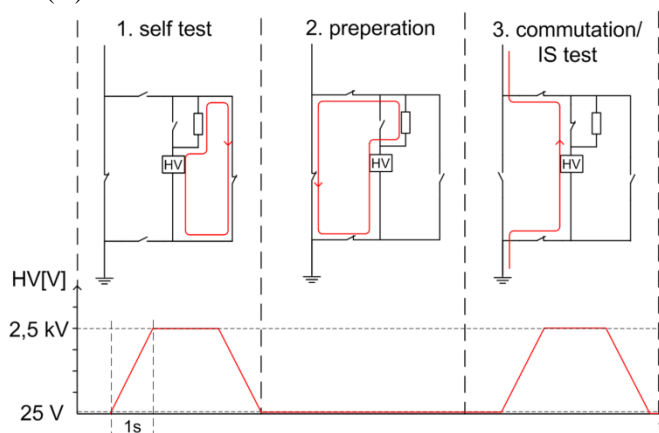 1. self test
2. preperation
3. commutation/
IS test
HV
HV
HV
HV[V]
2,5 kV
25 V
1s